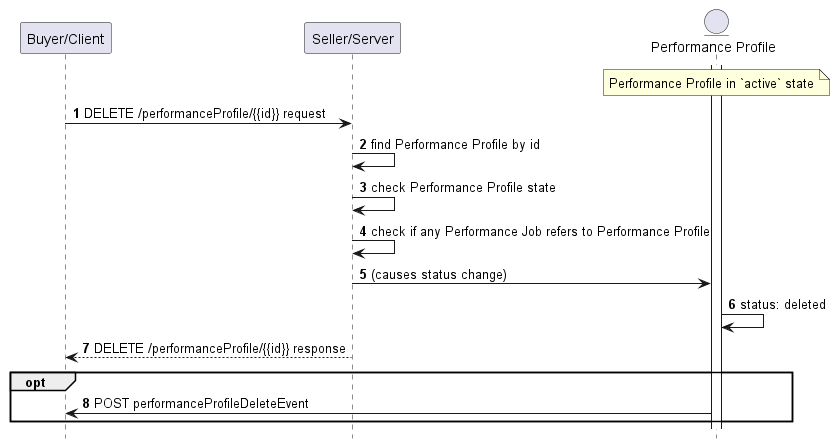 Buyer/Client
Seller/Server
Performance Profile
Performance Profile in `active` state
1 DELETE /performanceProfile/{{id}} request
2 find Performance Profile by id
3 check Performance Profile state
4 check if any Performance Job refers to Performance Profile
5 (causes status change)
6 status: deleted
7 DELETE /performanceProfile/{{id}} response
opt
8 POST performanceProfileDeleteEvent